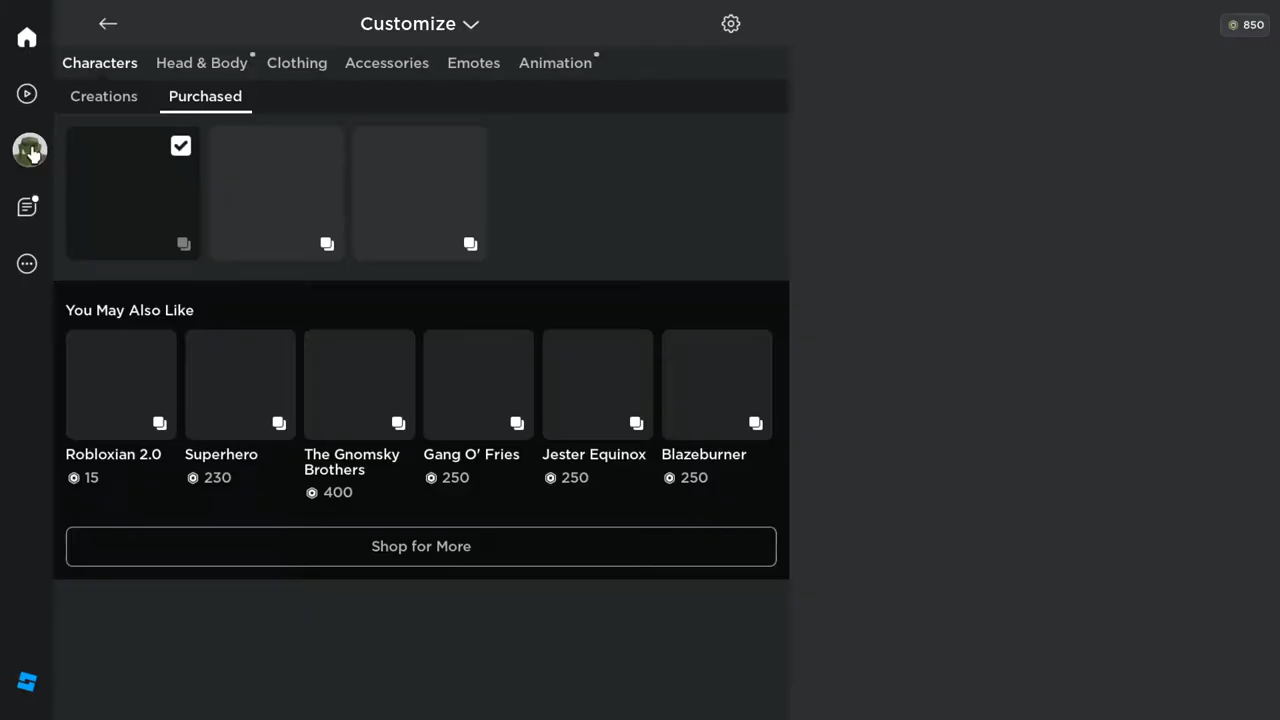 Customize
850
Characters Head & Body Clothing Accessories Emotes Animation
Creations Purchased
You May Also Like
Robloxian 2.0
15
Superhero
230
The Gnomsky
Brothers
400
Gang O' Fries
250
Jester Equinox
250
Blazeburner
250
Shop for More